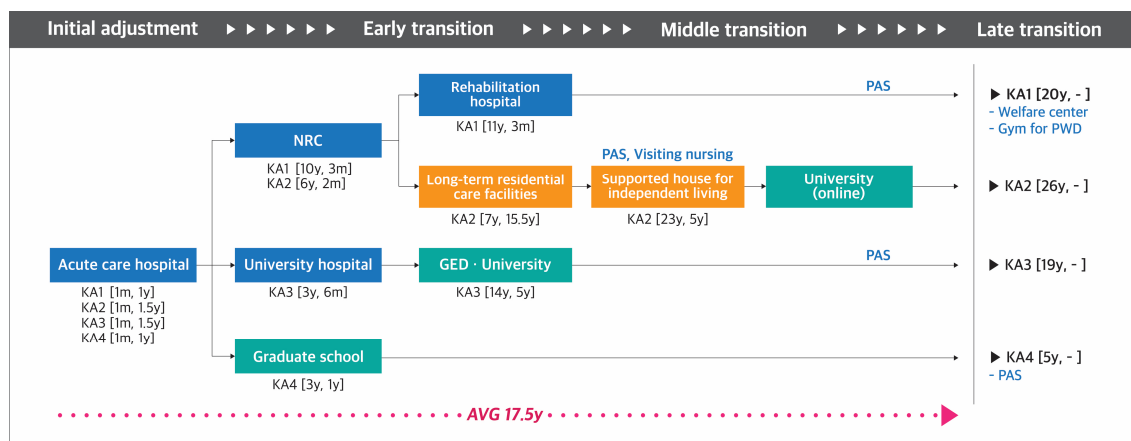 Initial adjustment
Early transition
Middle transition
Late transition
Rehabilitation
hospital
KA1 [11y, 3m]
PAS
▶ KA1 [20y, - ]
- Welfare center
- Gym for PWD
NRC
KA1 [10y, 3m]
KA2 [6y, 2m]
Long-term residential
care facilities
KA2 [7y, 15.5y]
PAS, Visiting nursing
Supported house for
independent living
KA2 [23y, 5y]
University
(online)
▶ KA2 [26y, - ]
Acute care hospital
KA1 [1m, 1y]
KA2 [1m, 1.5y]
KA3 [1m, 1.5y]
KA4 [1m, 1y]
University hospital
KA3 [3y, 6m]
GED · University
KA3 [14y, 5y]
PAS
▶ KA3 [19y, - ]
Graduate school
KA4 [3y, 1y]
▶ KA4 [5y, - ]
- PAS
AVG 17.5y